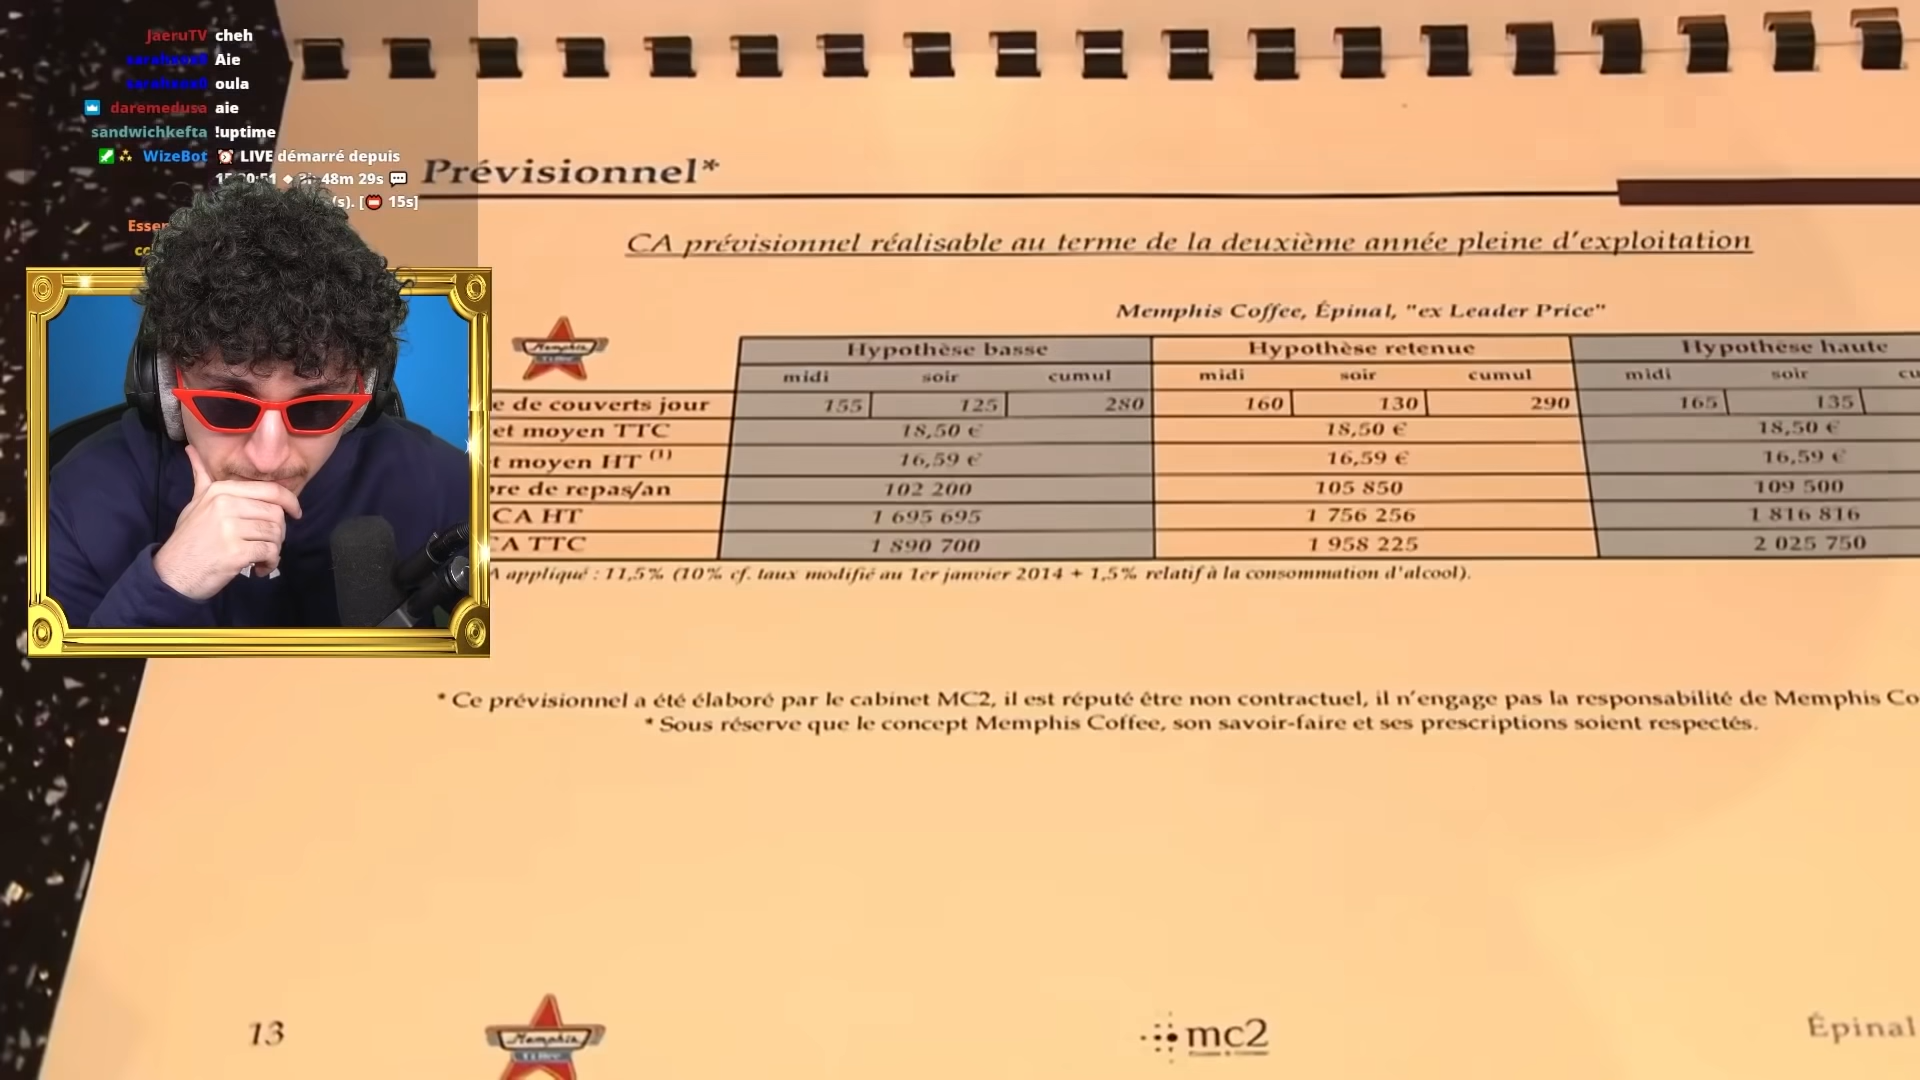 JaeruTV cheh
Aie
oula
daremedusa aie
sandwichkefta !uptime
WizeBot LIVE démarré depuis
48m 29s
(s). [ 15s]
Prévisionnel*
CA prévisionnel réalisable au terme de la deuxième année pleine d'exploitation
Memphis Coffee, Épinal, "ex Leader Price"
Hypothèse basse Hypothèse retenue Hypothèse haute
midi soir cumul midi soir cumul midi soir cu
e de couverts jour 155 125 280 160 130 290 165 135
et moyen TTC 18,50 € 18,50 € 18,50 €
t moyen HT (1) 16,59 € 16,59 € 16,59 €
re de repas/an 102 200 105 850 109 500
CA HT 1 695 695 1 756 256 1 816 816
A TTC 1 890 700 1 958 225 2 025 750
A appliqué : 11,5% (10% cf. taux modifié au 1er janvier 2014 + 1,5% relatif à la consommation d'alcool).
* Ce prévisionnel a été élaboré par le cabinet MC2, il est réputé être non contractuel, il n'engage pas la responsabilité de Memphis Co
* Sous réserve que le concept Memphis Coffee, son savoir-faire et ses prescriptions soient respectés.
13
Memphis
mc2
Épinal